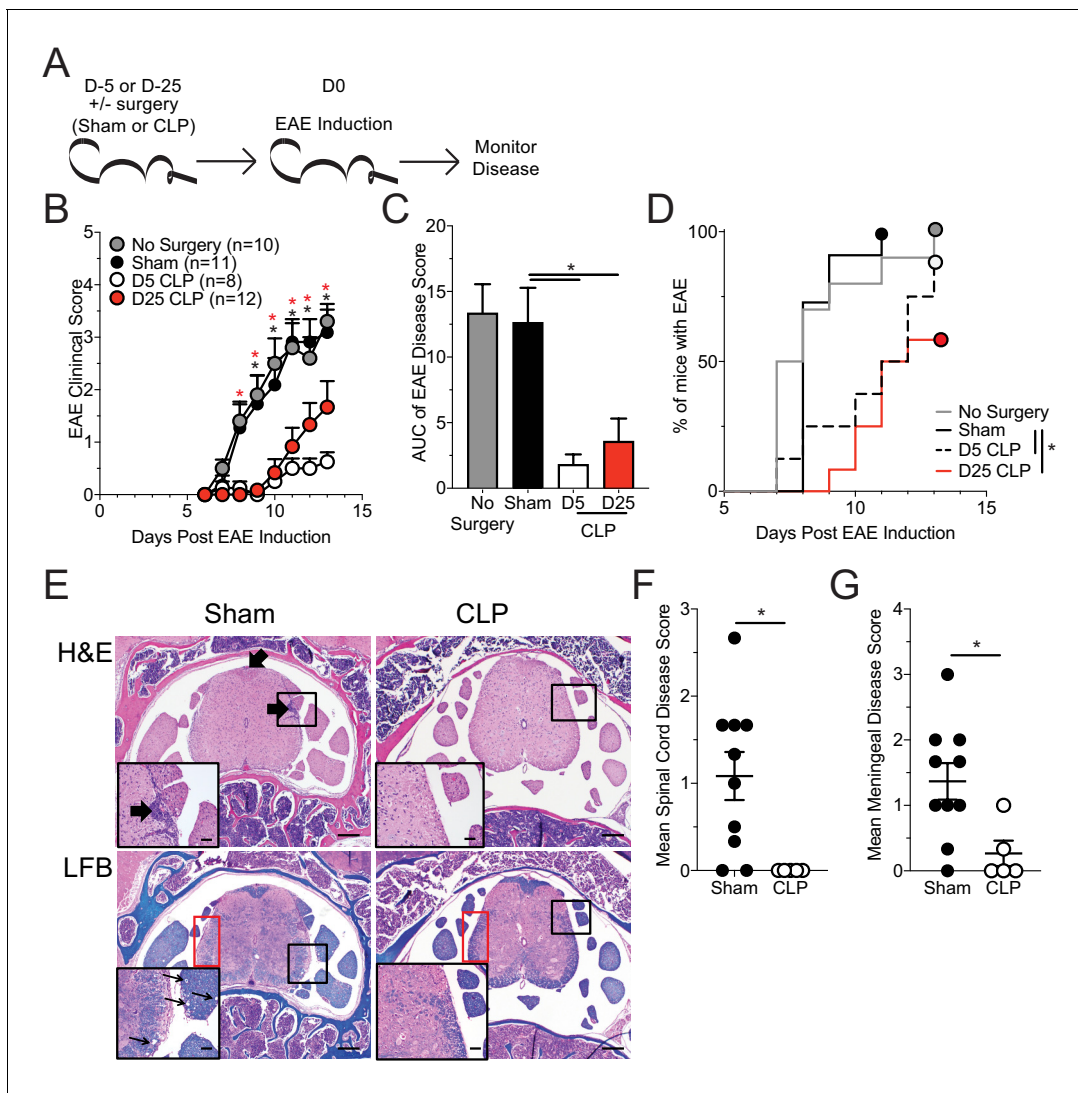 A
D-5 or D-25
+/- surgery
(Sham or CLP)
D0
EAE Induction
Monitor
Disease
B
EAE Clinincal Score
5
4
3
2
1
0
0
5
10
15
Days Post EAE Induction
No Surgery (n=10)
Sham (n=11)
D5 CLP (n=8)
D25 CLP (n=12)
* * * * * *
* * * * *
C
AUC of EAE Disease Score
20
15
10
5
0
*
No
Surgery
Sham
D5
D25
CLP
D
% of mice with EAE
100
50
0
5
10
15
Days Post EAE Induction
No Surgery
Sham
D5 CLP
D25 CLP
*
E
Sham
CLP
H&E
LFB
F
Mean Spinal Cord Disease Score
3
2
1
0
*
Sham
CLP
G
Mean Meningeal Disease Score
4
3
2
1
0
*
Sham
CLP